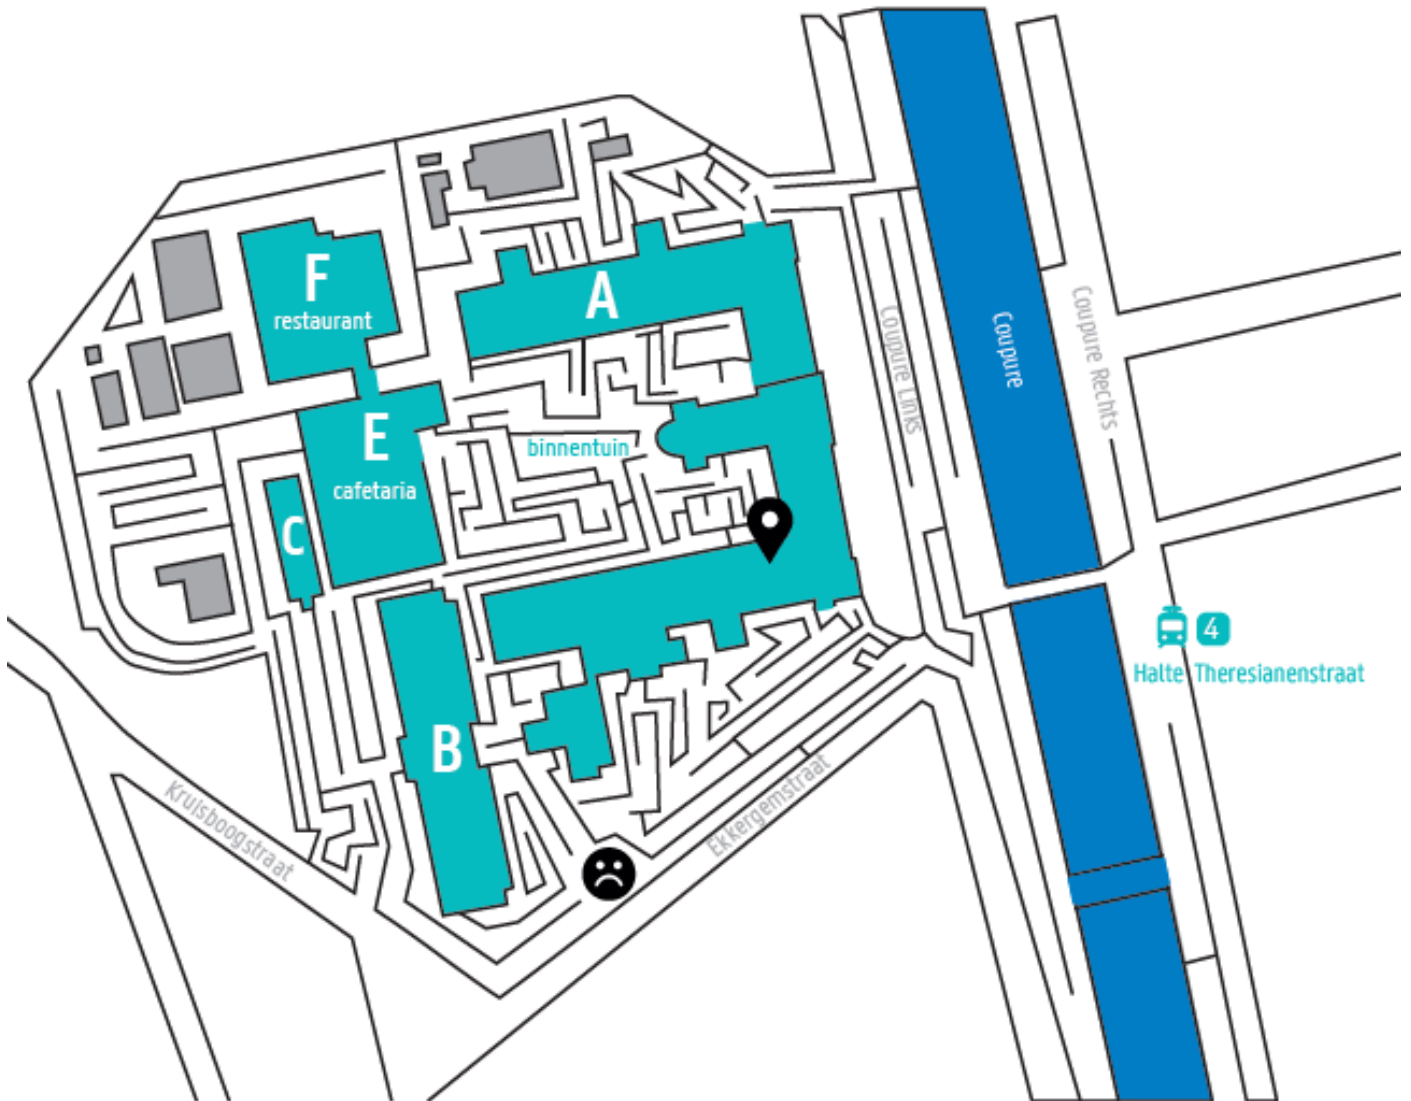 F
restaurant
A
Coupure Links
Coupure
Coupure Rechts
E
cafetaria
binnentuin
C
4
Halte Theresianenstraat
B
Kruisboogstraat
Ekkergemstraat